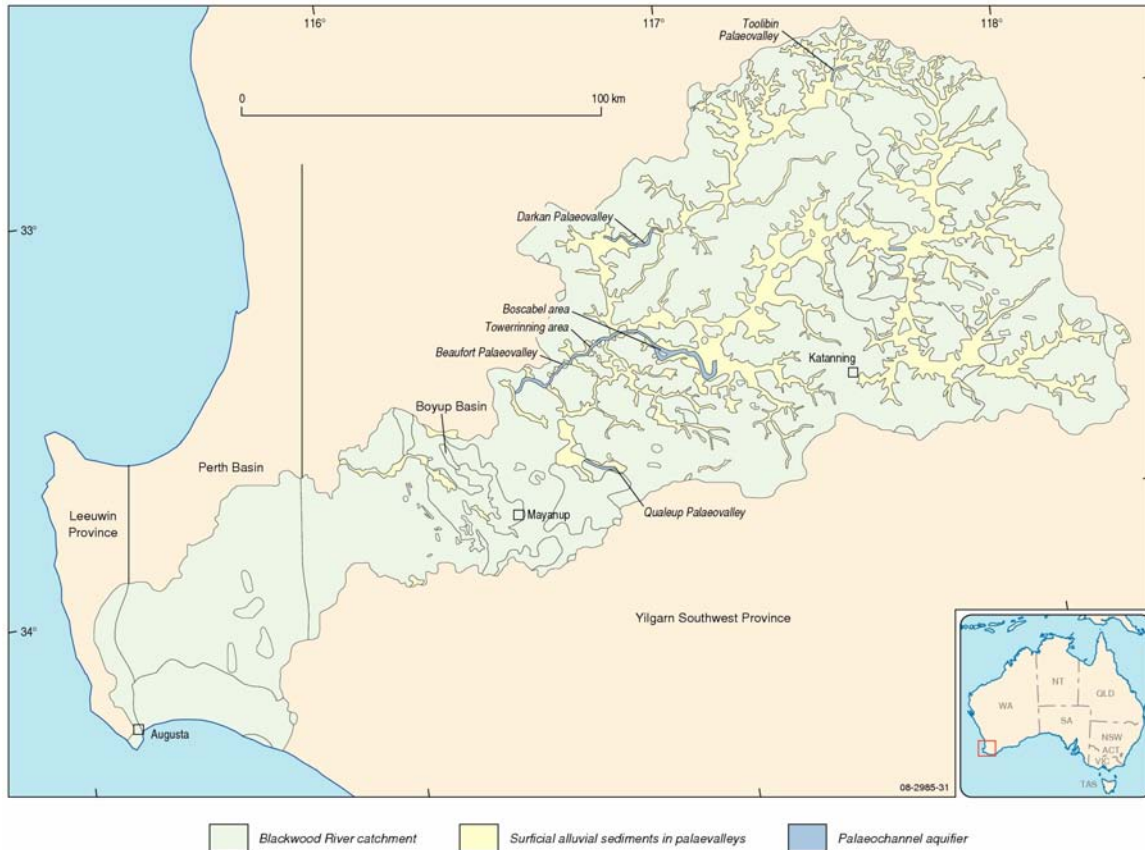 116°
117°
118°
Toolibin
Palaeovalley
0
100 km
33°
Darkan Palaeovalley
Boscabel area
Towerrinning area
Beaufort Palaeovalley
Katanning
Boyup Basin
Perth Basin
Leeuwin
Province
Mayanup
Qualeup Palaeovalley
34°
Yilgarn Southwest Province
Augusta
NT
WA
QLD
SA
NSW
ACT
VIC
TAS
08-2985-31
Blackwood River catchment
Surficial alluvial sediments in palaevalleys
Palaeochannel aquifier